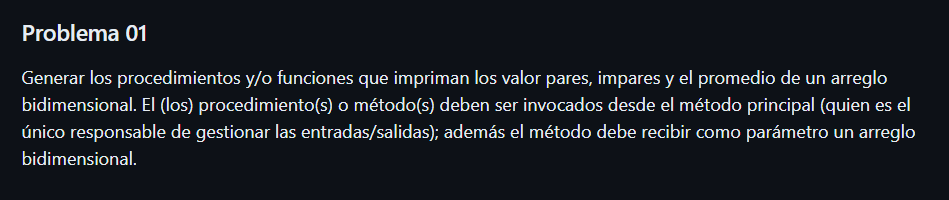 Problema 01
Generar los procedimientos y/o funciones que impriman los valor pares, impares y el promedio de un arreglo
bidimensional. El (los) procedimiento(s) o método(s) deben ser invocados desde el método principal (quien es el
único responsable de gestionar las entradas/salidas); además el método debe recibir como parámetro un arreglo
bidimensional.